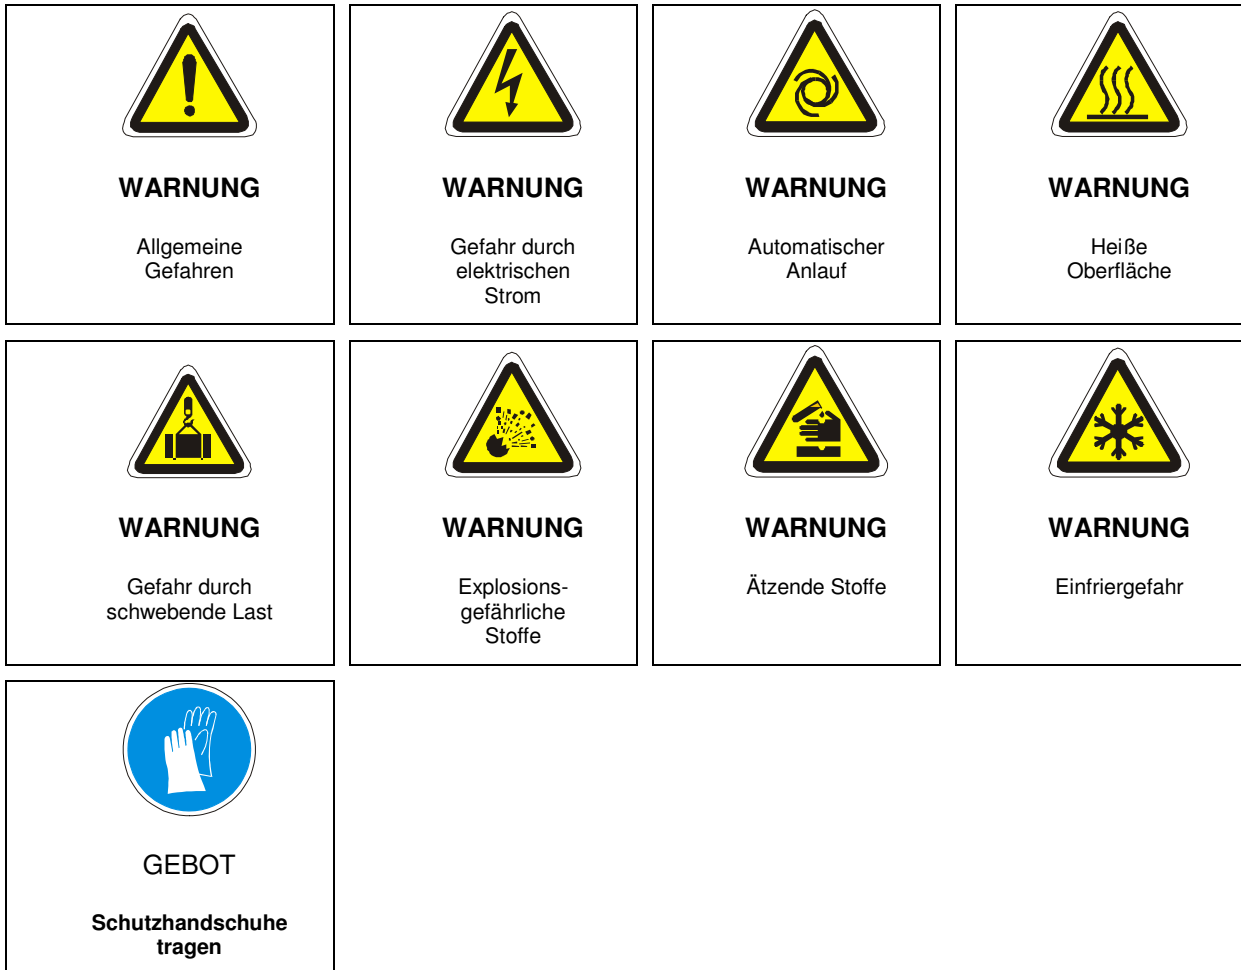 WARNUNG
Allgemeine
Gefahren
WARNUNG
Gefahr durch
elektrischen
Strom
WARNUNG
Automatischer
Anlauf
WARNUNG
Heiße
Oberfläche
WARNUNG
Gefahr durch
schwebende Last
WARNUNG
Explosions-
gefährliche
Stoffe
WARNUNG
Ätzende Stoffe
WARNUNG
Einfriergefahr
GEBOT
Schutzhandschuhe
tragen